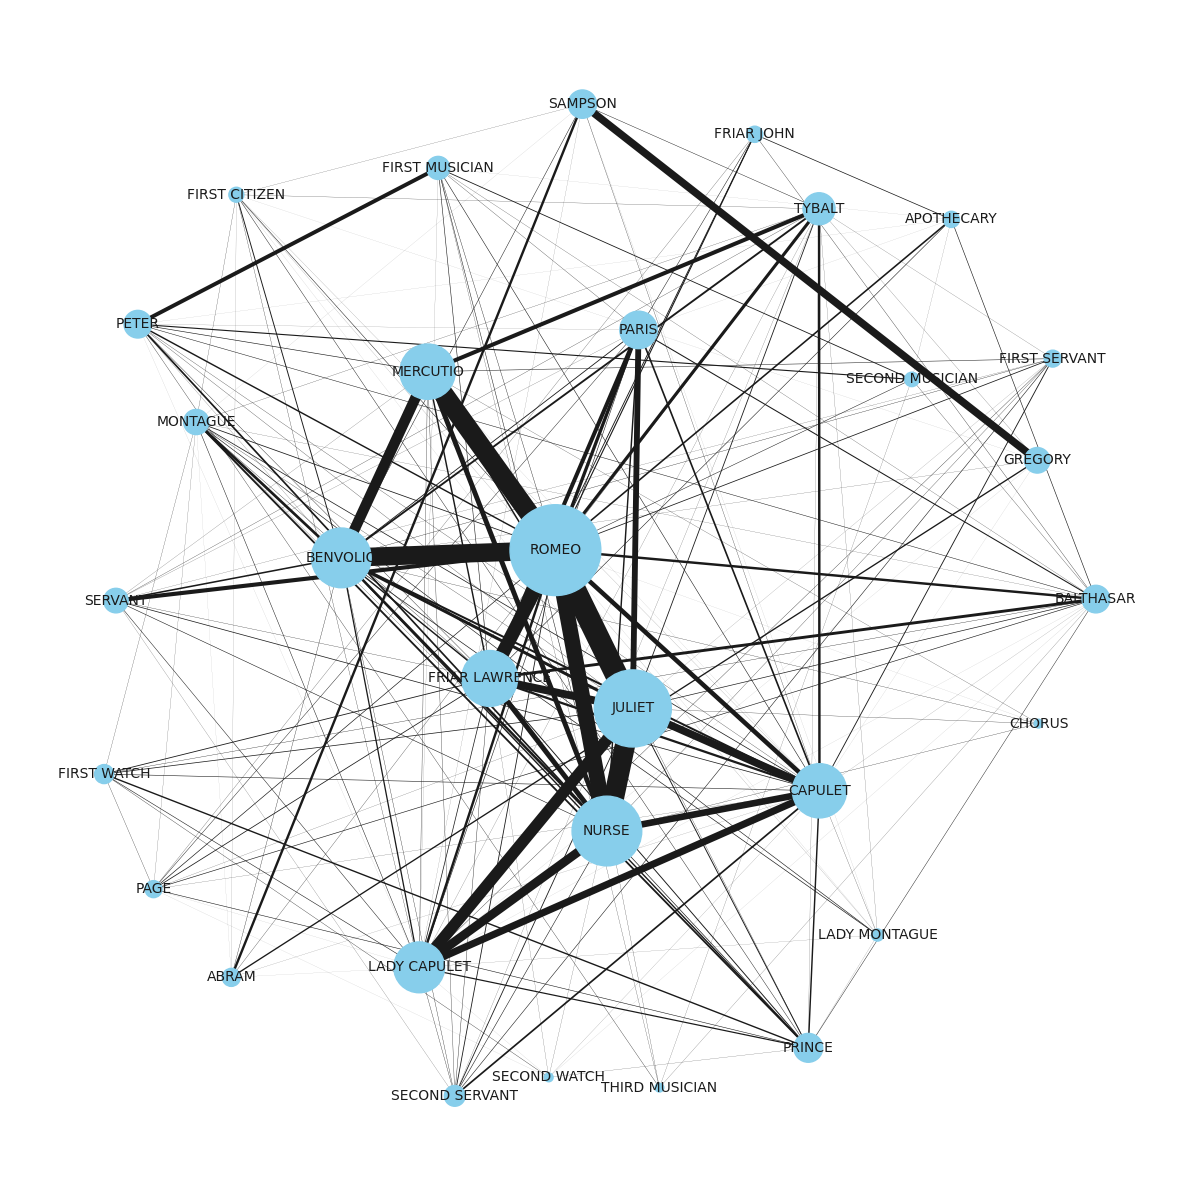 SAMPSON
FRIAR JOHN
FIRST MUSICIAN
FIRST CITIZEN
TYBALT
APOTHECARY
PETER
PARIS
FIRST SERVANT
MERCUTIO
SECOND MUSICIAN
MONTAGUE
GREGORY
ROMEO
BENVOLIO
SERVANT
BALTHASAR
FRIAR LAWRENCE
JULIET
CHORUS
FIRST WATCH
CAPULET
NURSE
PAGE
LADY MONTAGUE
LADY CAPULET
ABRAM
PRINCE
SECOND WATCH
THIRD MUSICIAN
SECOND SERVANT